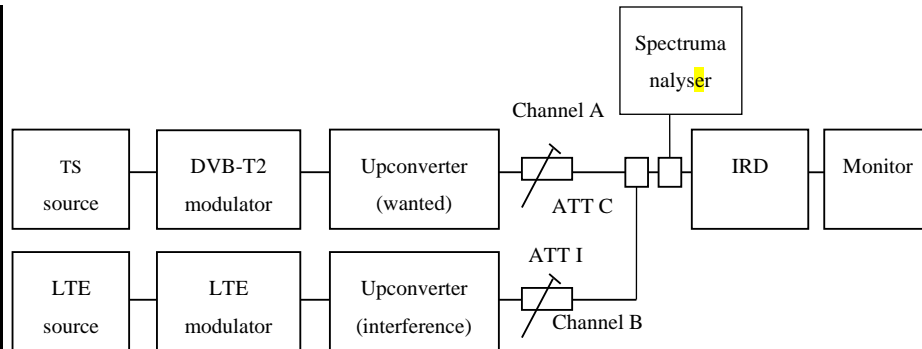 Spectruma
nalyser
Channel A
TS
source
DVB-T2
modulator
Upconverter
(wanted)
ATT C
IRD
Monitor
ATT I
LTE
source
LTE
modulator
Upconverter
(interference)
Channel B